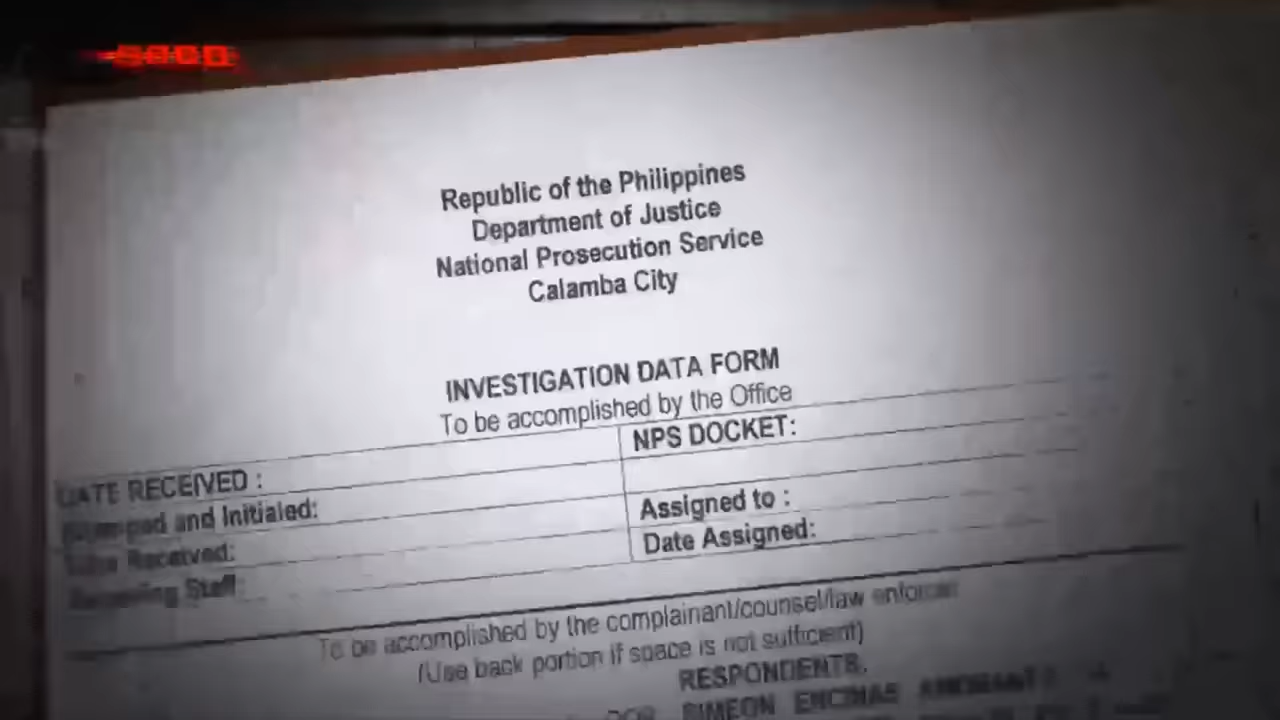 Republic of the Philippines
Department of Justice
National Prosecution Service
Calamba City
INVESTIGATION DATA FORM
To be accomplished by the Office
DATE RECEIVED :
NPS DOCKET:
Stamped and Initialed:
Time Received:
Assigned to :
Receiving Staff:
Date Assigned:
To be accomplished by the complainant/counsel/law enforcer
(Use back portion if space is not sufficient)
RESPONDENTS.
SIMEON ENCINAS